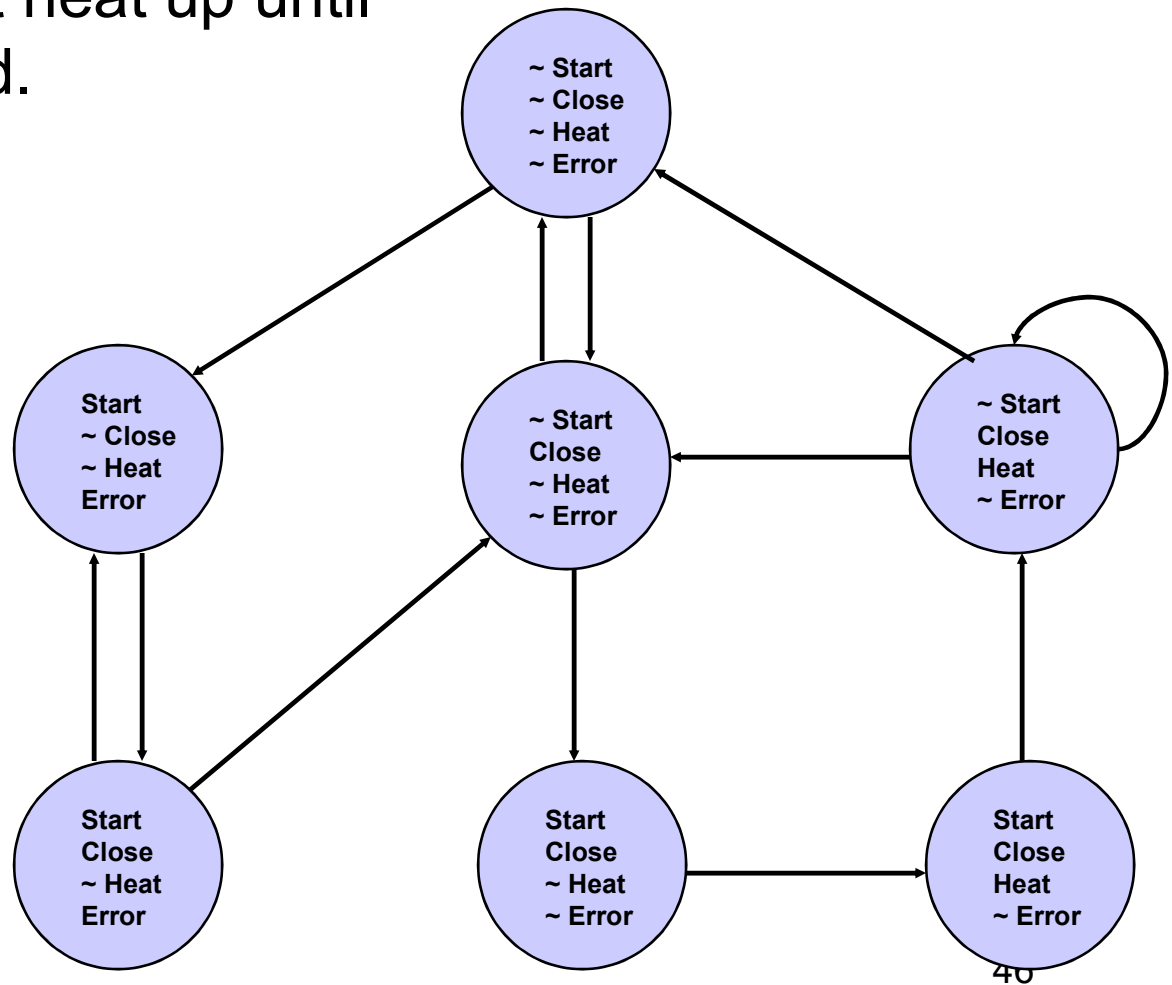 heat up until
d.
~ Start
~ Close
~ Heat
~ Error
Start
~ Close
~ Heat
Error
~ Start
Close
~ Heat
~ Error
~ Start
Close
Heat
~ Error
Start
Close
~ Heat
Error
Start
Close
~ Heat
~ Error
Start
Close
Heat
~ Error
46